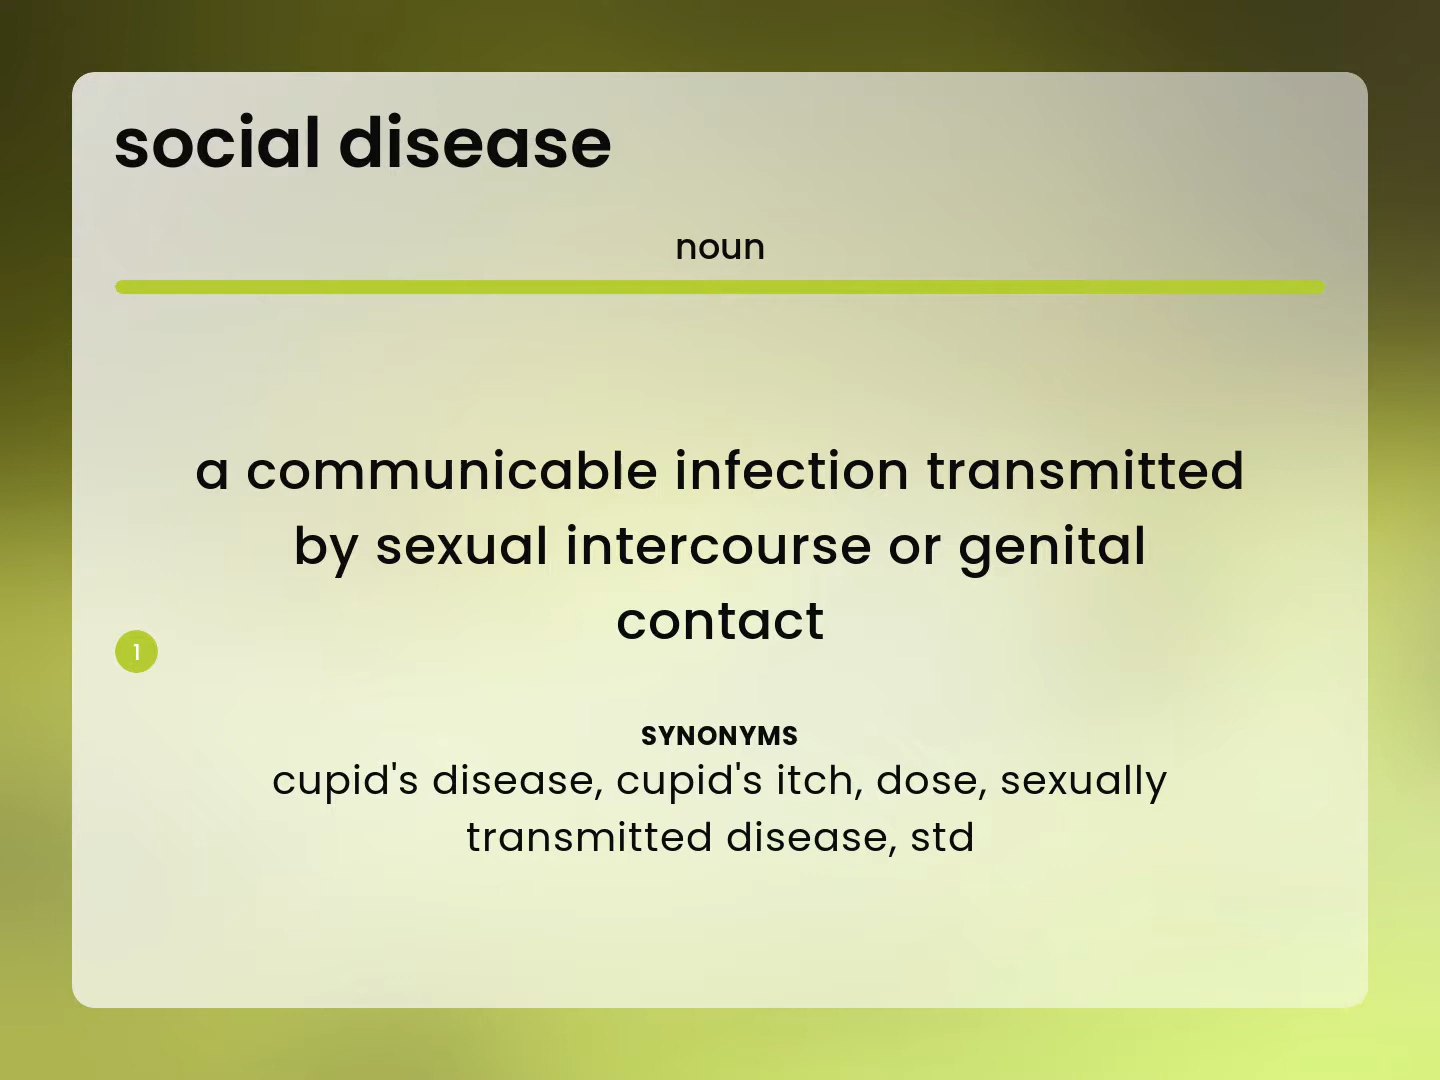 social disease
noun
a communicable infection transmitted
by sexual intercourse or genital
contact
1
SYNONYMS
cupid's disease, cupid's itch, dose, sexually
transmitted disease, std